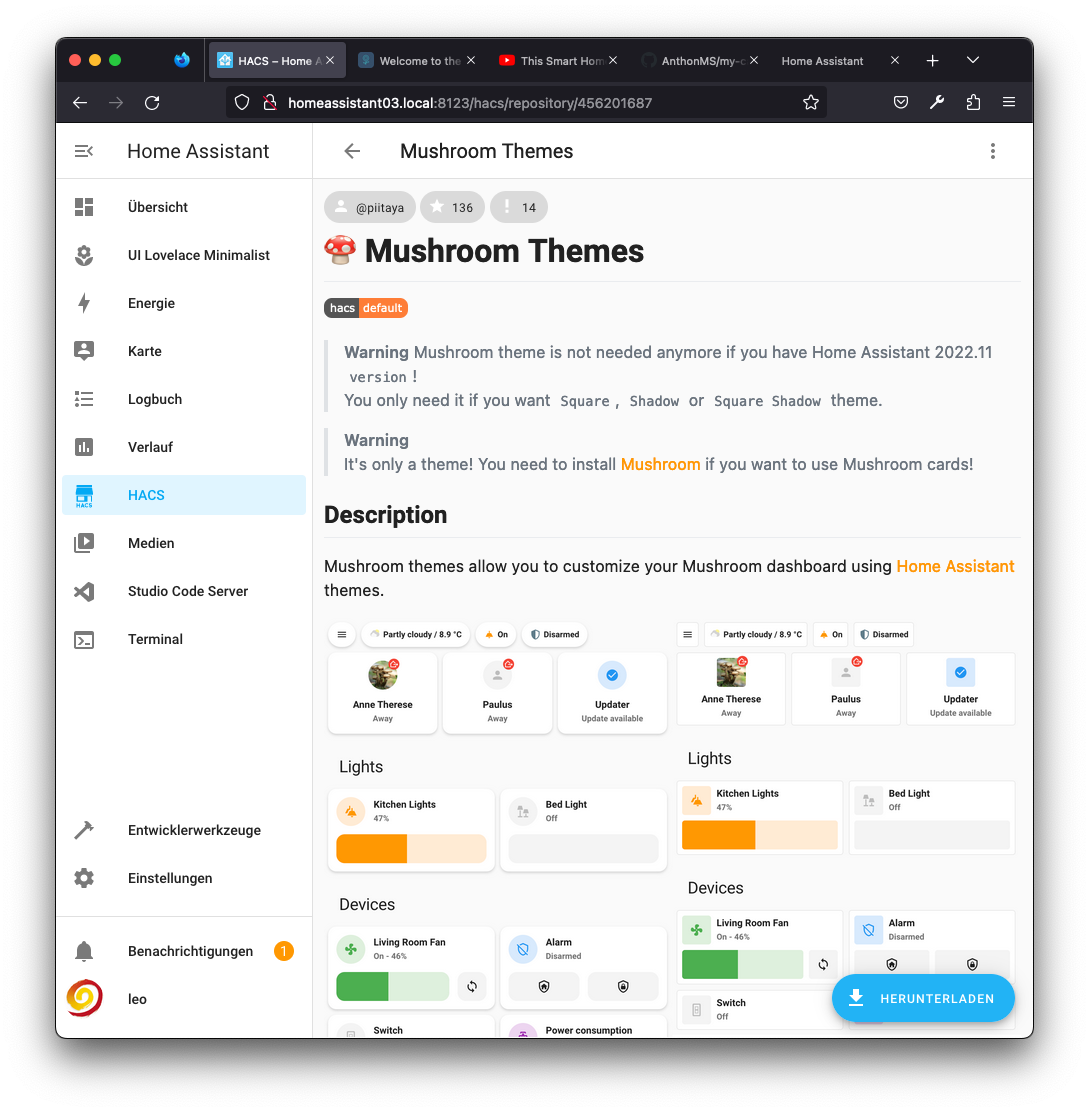 HACS – Home A
Welcome to the
This Smart Hom
AnthonMS/my-c
Home Assistant
homeassistant03.local:8123/hacs/repository/456201687
Home Assistant
Mushroom Themes
Übersicht
UI Lovelace Minimalist
Energie
Karte
Logbuch
Verlauf
HACS
HACS
Medien
Studio Code Server
Terminal
Entwicklerwerkzeuge
Einstellungen
Benachrichtigungen 1
leo
@piitaya 136 14
Mushroom Themes
hacs default
Warning Mushroom theme is not needed anymore if you have Home Assistant 2022.11
version !
You only need it if you want Square , Shadow or Square Shadow theme.
Warning
It's only a theme! You need to install Mushroom if you want to use Mushroom cards!
Description
Mushroom themes allow you to customize your Mushroom dashboard using Home Assistant
themes.
Partly cloudy / 8.9 °C On Disarmed
Anne Therese Paulus Updater
Away Away Update available
Lights
Kitchen Lights Bed Light
47% Off
Devices
Living Room Fan Alarm
On - 46% Disarmed
Switch Power consumption
Partly cloudy / 8.9 °C On Disarmed
Anne Therese Paulus Updater
Away Away Update available
Lights
Kitchen Lights Bed Light
47% Off
Devices
Living Room Fan Alarm
On - 46% Disarmed
Switch
Off
HERUNTERLADEN